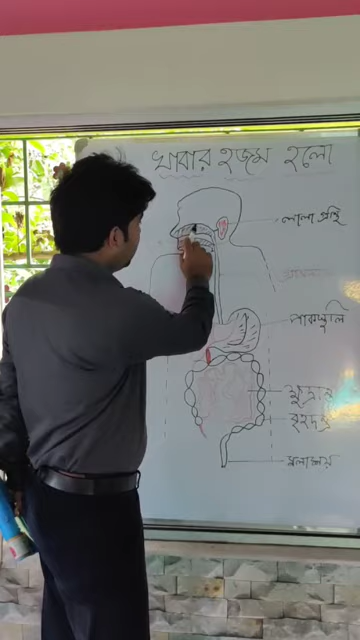 খাবার হজম হলো
লালা গ্রন্থি
পাকস্থলি
ক্ষুদ্রান্ত্র
বৃহদন্ত্র
মলাশয়